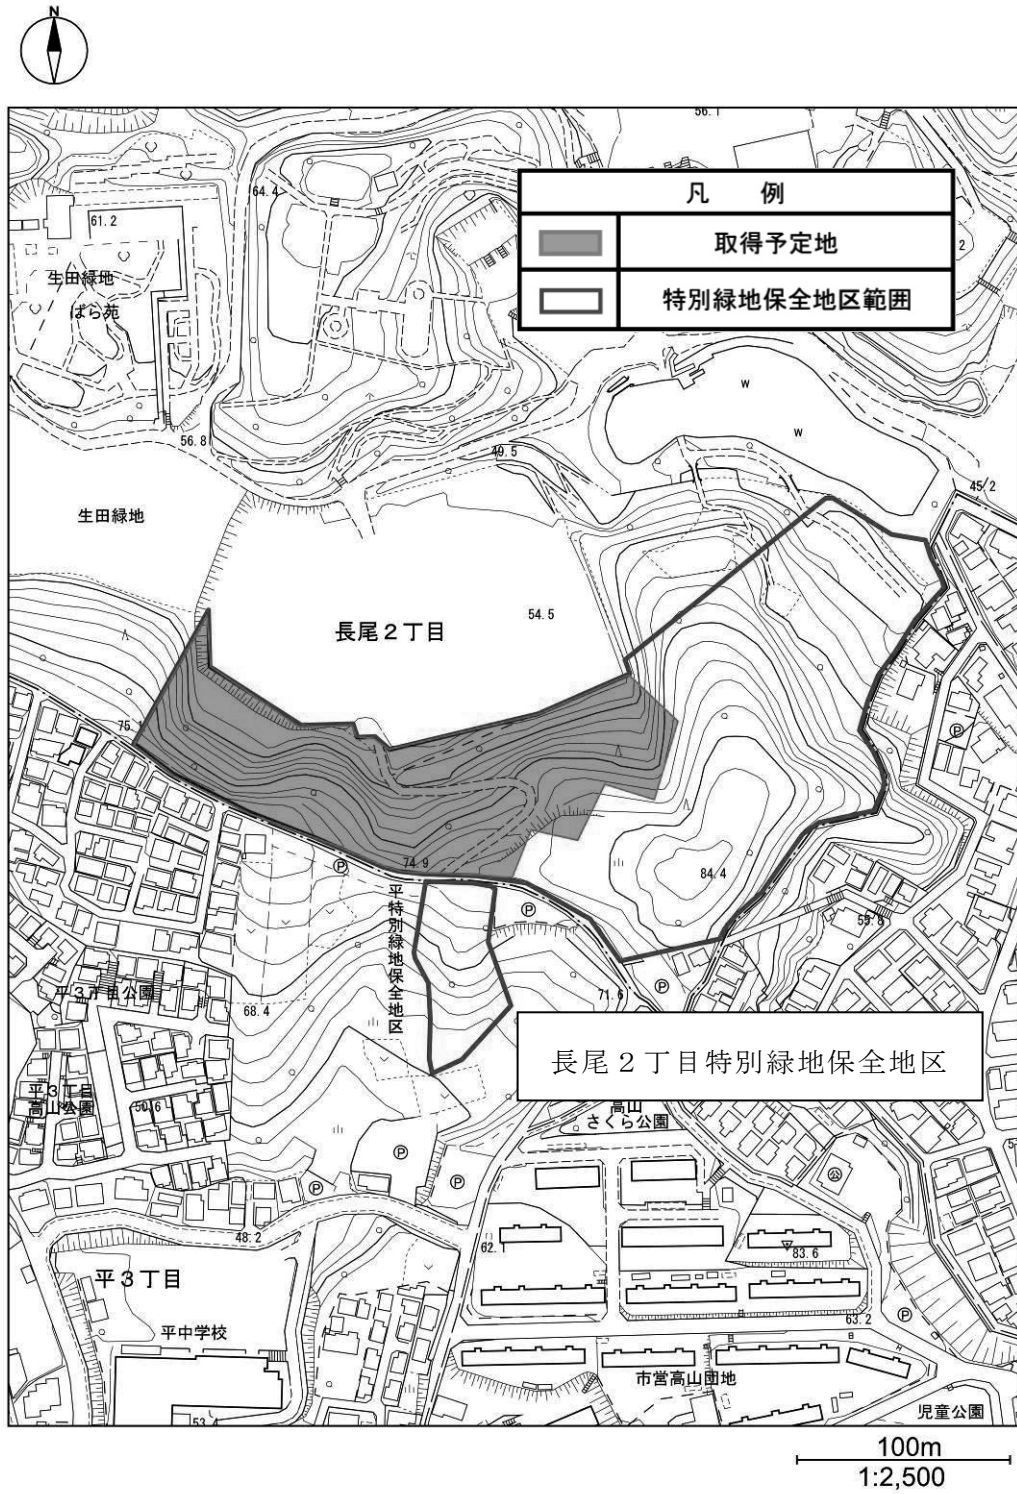 N
56.1
64.4
61.2
凡 例
取得予定地
2
特別緑地保全地区範囲
生田緑地
ばら苑
W
W
56.8
49.5
45.2
生田緑地
54.5
長尾2丁目
75.
P
74.9
P
84.4
P
55.8
平特別緑地保全地区
平3丁目公園
68.4
71.6
P
長尾2丁目特別緑地保全地区
平3丁目
高山公園
50.6
高山
さくら公園
P
P
P
公
48.2
62.1
83.6
平3丁目
63.2
P
平中学校
市営高山団地
53.4
児童公園
100m
1:2,500